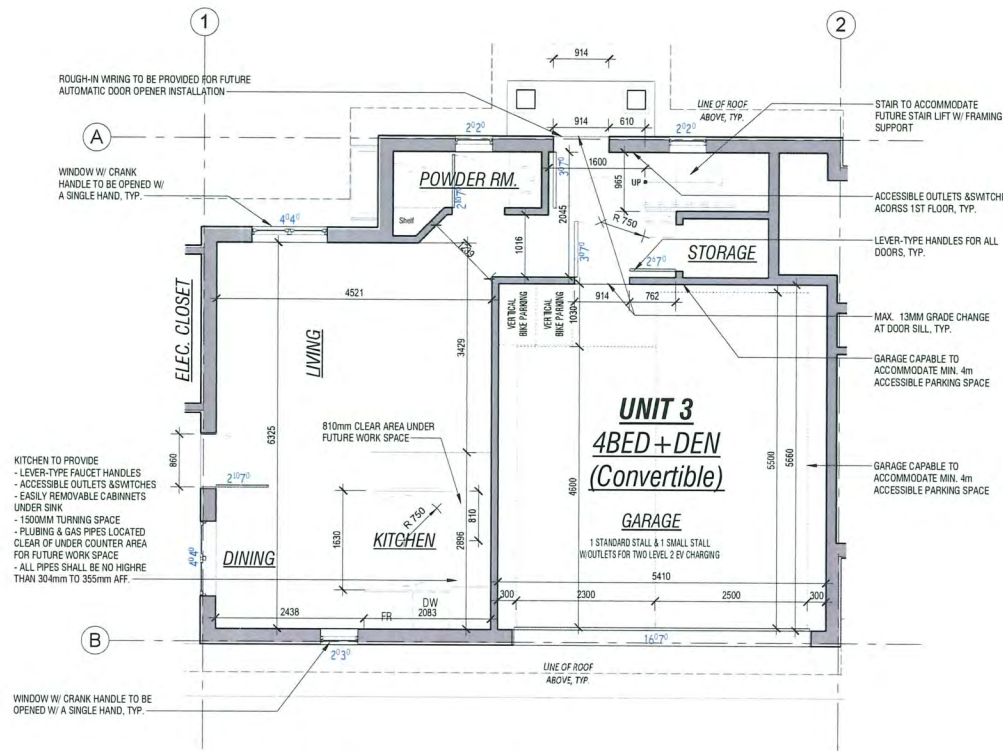 1
2
914
ROUGH-IN WIRING TO BE PROVIDED FOR FUTURE
AUTOMATIC DOOR OPENER INSTALLATION
LINE OF ROOF
ABOVE, TYP.
STAIR TO ACCOMMODATE
FUTURE STAIR LIFT W/ FRAMING
SUPPORT
A
2⁰2⁰
914
610
2⁰2⁰
WINDOW W/ CRANK
HANDLE TO BE OPENED W/
A SINGLE HAND, TYP.
POWDER RM.
2¹⁰7⁰
3⁰7⁰
1600
965
UP
ACCESSIBLE OUTLETS &SWITCHES
ACORSS 1ST FLOOR, TYP.
4⁰4⁰
Shelf
2045
R 750
1239
1016
3⁰7⁰
STORAGE
2⁶7⁰
LEVER-TYPE HANDLES FOR ALL
DOORS, TYP.
ELEC. CLOSET
4521
VERTICAL
BIKE PARKING
VERTICAL
BIKE PARKING
1030
914
762
MAX. 13MM GRADE CHANGE
AT DOOR SILL, TYP.
LIVING
3429
GARAGE CAPABLE TO
ACCOMMODATE MIN. 4m
ACCESSIBLE PARKING SPACE
UNIT 3
4BED+DEN
(Convertible)
810mm CLEAR AREA UNDER
FUTURE WORK SPACE
6325
860
4600
5500
5660
KITCHEN TO PROVIDE
- LEVER-TYPE FAUCET HANDLES
- ACCESSIBLE OUTLETS &SWITCHES
- EASILY REMOVABLE CABINNETS
UNDER SINK
- 1500MM TURNING SPACE
- PLUBING & GAS PIPES LOCATED
CLEAR OF UNDER COUNTER AREA
FOR FUTURE WORK SPACE
- ALL PIPES SHALL BE NO HIGHRE
THAN 304mm TO 355mm AFF.
2¹⁰7⁰
GARAGE CAPABLE TO
ACCOMMODATE MIN. 4m
ACCESSIBLE PARKING SPACE
R 750
810
1630
KITCHEN
2896
GARAGE
1 STANDARD STALL & 1 SMALL STALL
W/OUTLETS FOR TWO LEVEL 2 EV CHARGING
4⁰4⁰
DINING
5410
300
2300
2500
300
DW
2438
FR
2083
B
2⁰3⁰
16⁰7⁰
LINE OF ROOF
ABOVE, TYP.
WINDOW W/ CRANK HANDLE TO BE
OPENED W/ A SINGLE HAND, TYP.